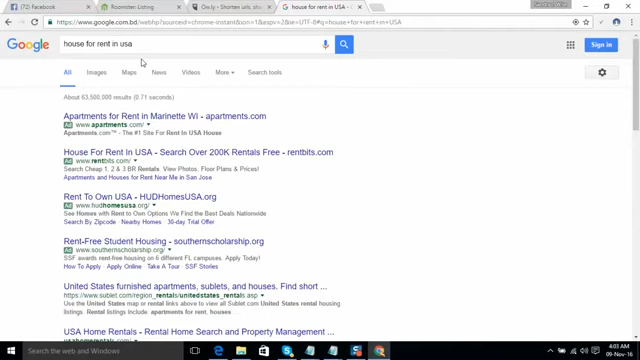 (72) Facebook
Roomster: Listing
Ow.ly - Shorten urls, sh
house for rent in USA - G
https://www.google.com.bd/webhp?sourceid=chrome-instant&ion=1&espv=2&ie=UTF-8#q=house+for+rent+in+USA
Google
house for rent in usa
Sign in
All Images Maps News Videos More Search tools
About 63,500,000 results (0.71 seconds)
Apartments for Rent in Marinette WI - apartments.com
Ad www.apartments.com/
Apartments.com™ - The #1 Site For Rent In USA House
House For Rent In USA - Search Over 200K Rentals Free - rentbits.com
Ad www.rentbits.com/
Search Cheap 1, 2 & 3 BR Rentals. View Photos, Floor Plans & Prices!
Apartments and Houses for Rent Near Me in San Jose
Rent To Own USA - HUDHomesUSA.org
Ad www.hudhomesusa.org/
See Homes with Rent to Own Options We Find the Best Deals Nationwide
Search By Zipcode Nearby Homes 30-day Trial Offer
Rent-Free Student Housing - southernscholarship.org
Ad www.southernscholarship.org/
SSF awards rent-free housing on 6 different FL campuses. Apply Today!
How To Apply Apply Online Take A Tour SSF Stories
United States furnished apartments, sublets, and houses. Find short ...
https://www.sublet.com/region_rentals/unitedstates_rentals.asp
Use the United States map or rental links above to view all Sublet.com United States rental housing
listings. Rental listings include, apartments for rent, houses ...
USA Home Rentals - Rental Home Search and Property Management ...
Search the web and Windows
4:03 AM
09-Nov-16